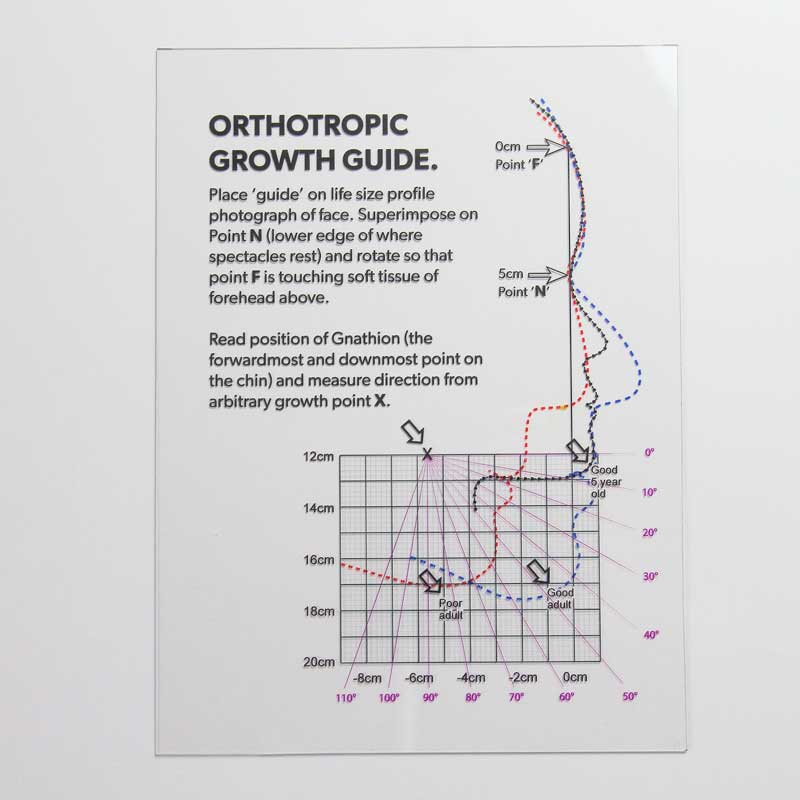 ORTHOTROPIC
GROWTH GUIDE.
Place 'guide' on life size profile
photograph of face. Superimpose on
Point N (lower edge of where
spectacles rest) and rotate so that
point F is touching soft tissue of
forehead above.
Read position of Gnathion (the
forwardmost and downmost point on
the chin) and measure direction from
arbitrary growth point X.
0cm
Point 'F'
5cm
Point 'N'
X
12cm
14cm
16cm
18cm
20cm
-8cm -6cm -4cm -2cm 0cm
Good
5 year
old
Good
adult
Poor
adult
0°
10°
20°
30°
40°
110° 100° 90° 80° 70° 60° 50°